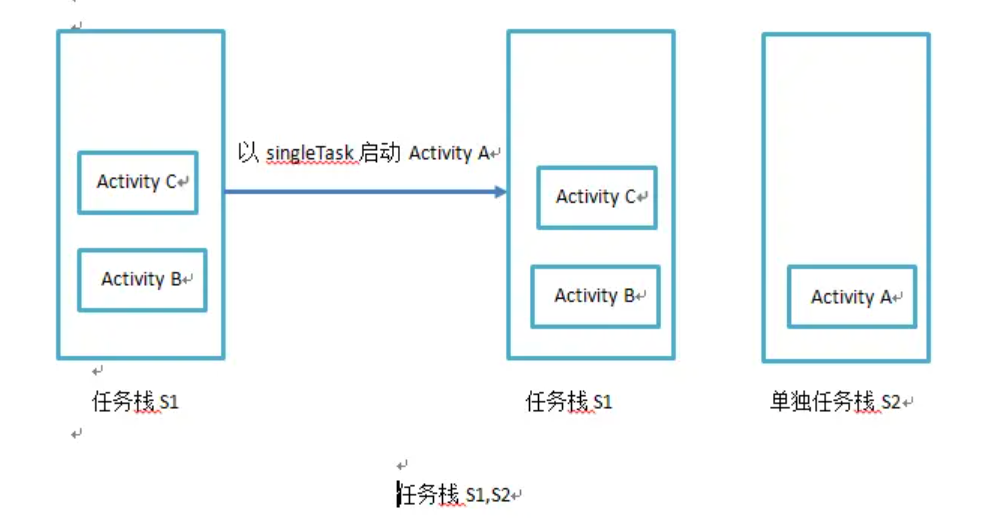 以 singleTask 启动 Activity A
Activity C
Activity B
Activity C
Activity B
Activity A
任务栈 S1
任务栈 S1
单独任务栈 S2
任务栈 S1,S2